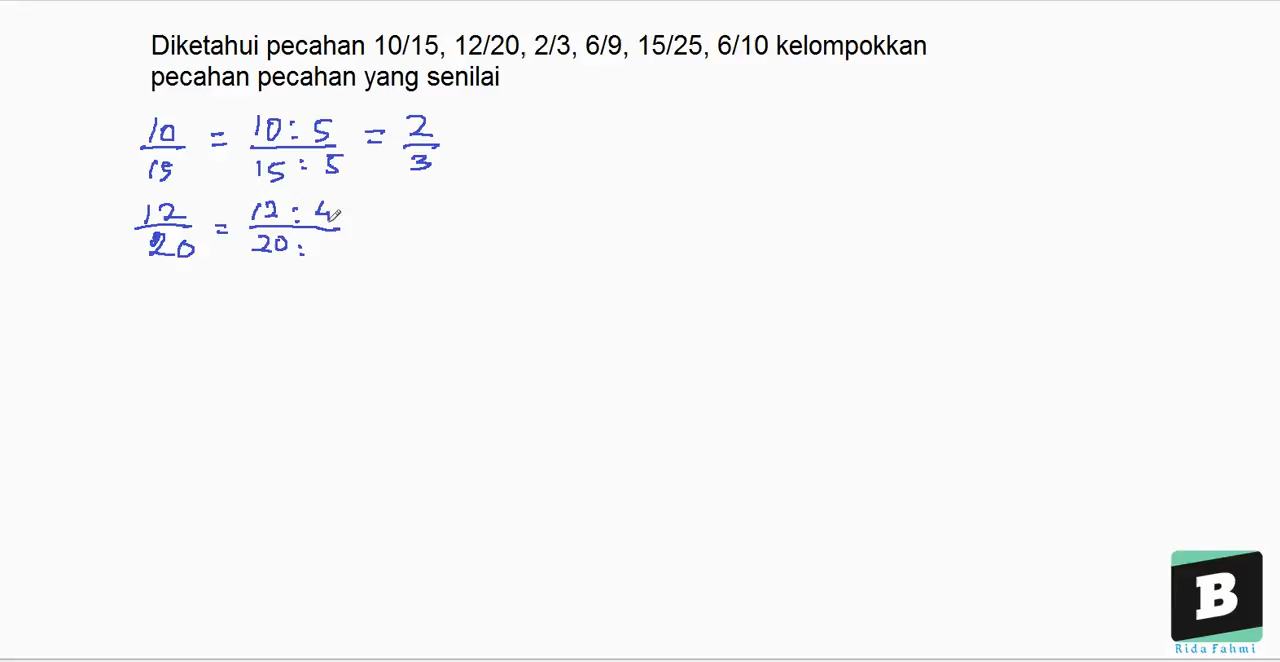 Diketahui pecahan 10/15, 12/20, 2/3, 6/9, 15/25, 6/10 kelompokkan
pecahan pecahan yang senilai
10/15 = 10 : 5/15 : 5 = 2/3
12/20 = 12 : 4/20 :
B
Rida Fahmi